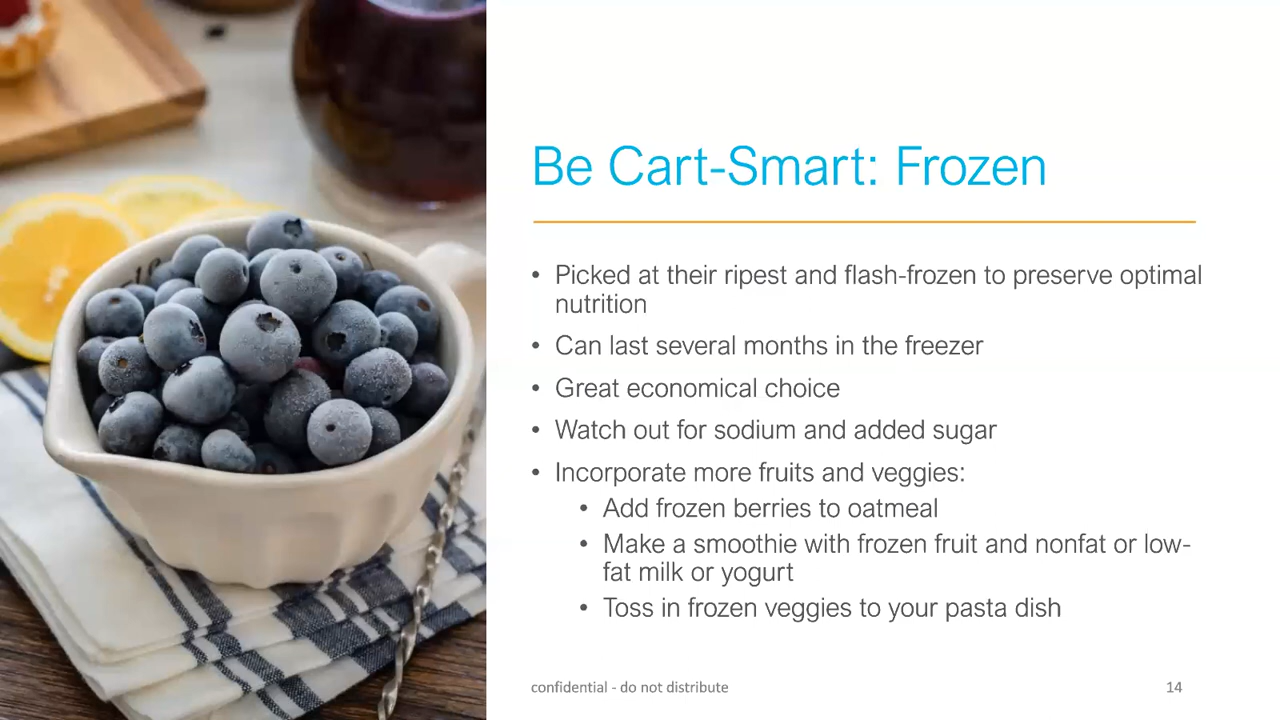 Be Cart-Smart: Frozen
• Picked at their ripest and flash-frozen to preserve optimal
nutrition
• Can last several months in the freezer
• Great economical choice
• Watch out for sodium and added sugar
• Incorporate more fruits and veggies:
• Add frozen berries to oatmeal
• Make a smoothie with frozen fruit and nonfat or low-
fat milk or yogurt
• Toss in frozen veggies to your pasta dish
confidential - do not distribute
14